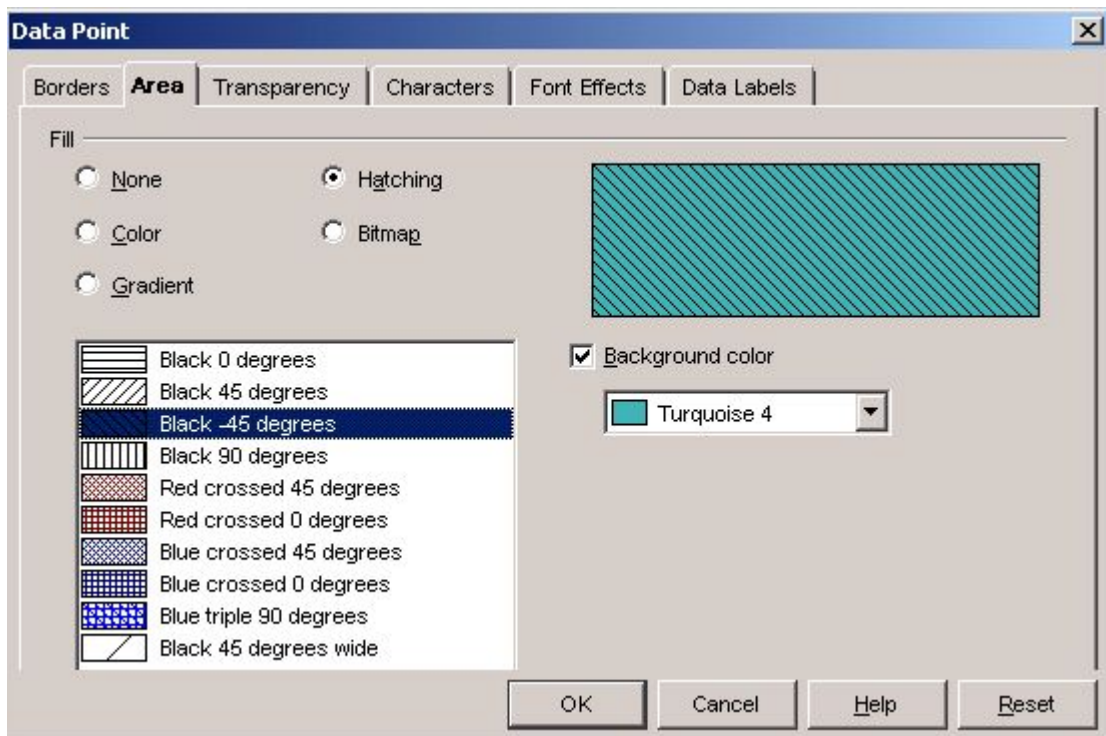 Data Point
Borders Area Transparency Characters Font Effects Data Labels
Fill
None Hatching
Color Bitmap
Gradient
Black 0 degrees
Background color
Black 45 degrees
Black -45 degrees
Turquoise 4
Black 90 degrees
Red crossed 45 degrees
Red crossed 0 degrees
Blue crossed 45 degrees
Blue crossed 0 degrees
Blue triple 90 degrees
Black 45 degrees wide
OK Cancel Help Reset